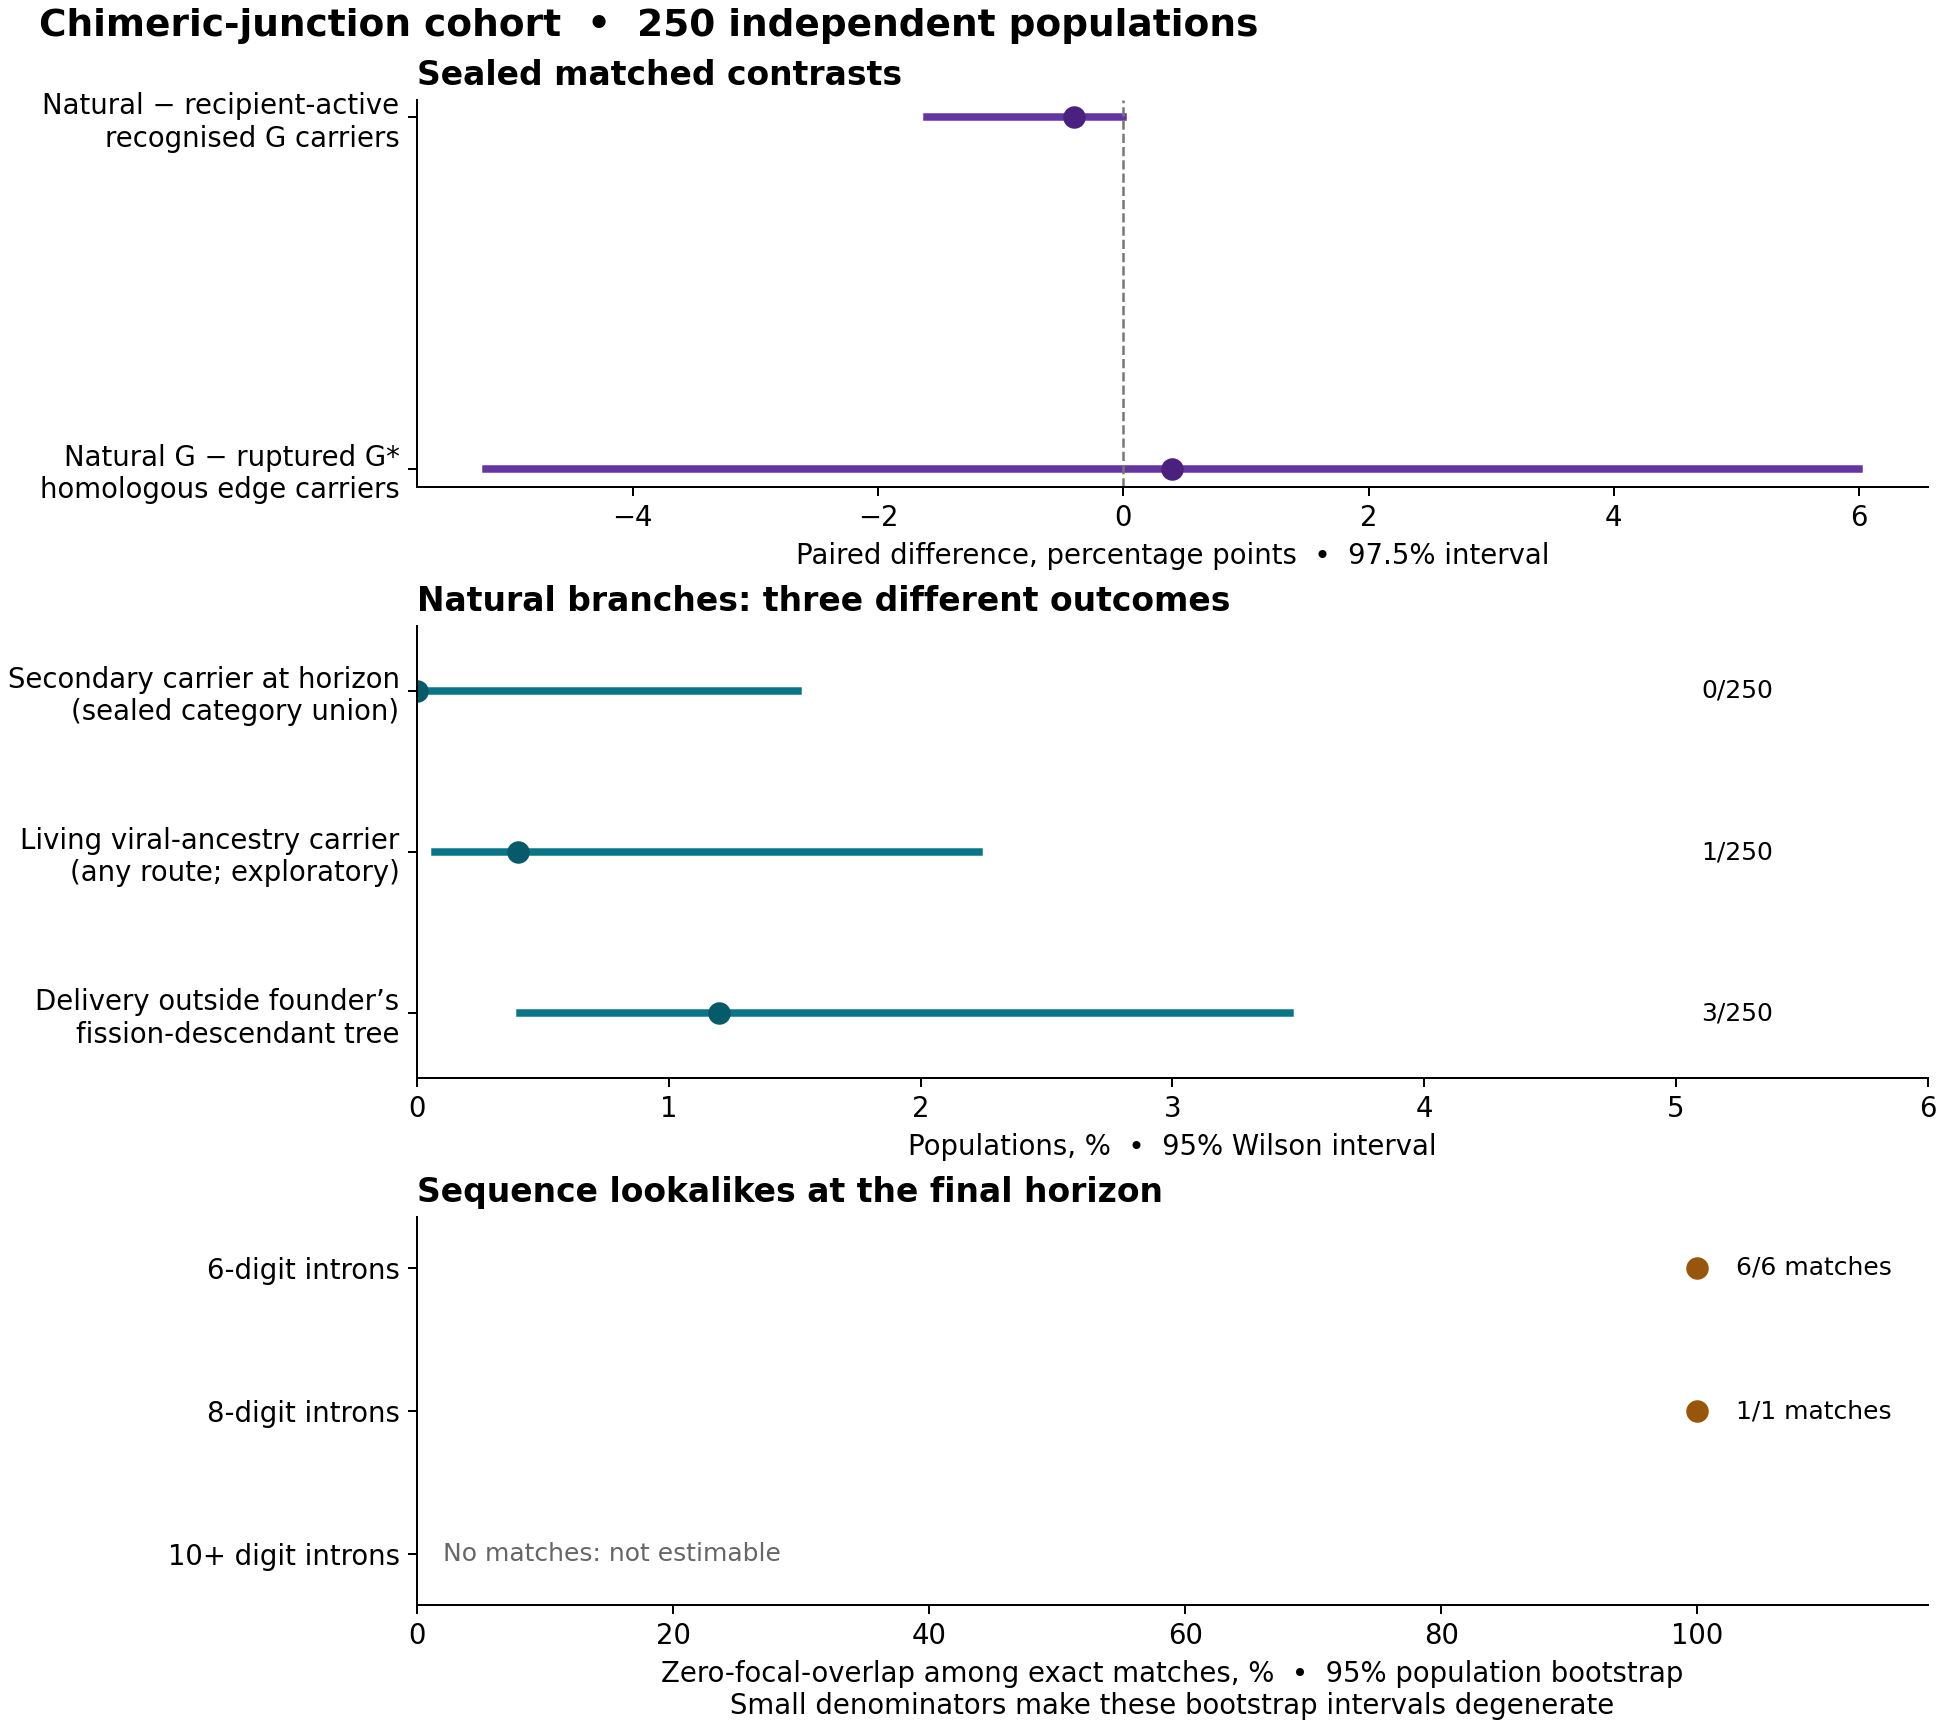 Chimeric-junction cohort • 250 independent populations
Sealed matched contrasts
Natural − recipient-active
recognised G carriers
Natural G − ruptured G*
homologous edge carriers
−4 −2 0 2 4 6
Paired difference, percentage points • 97.5% interval
Natural branches: three different outcomes
Secondary carrier at horizon
(sealed category union)
0/250
Living viral-ancestry carrier
(any route; exploratory)
1/250
Delivery outside founder’s
fission-descendant tree
3/250
0 1 2 3 4 5 6
Populations, % • 95% Wilson interval
Sequence lookalikes at the final horizon
6-digit introns
6/6 matches
8-digit introns
1/1 matches
10+ digit introns
No matches: not estimable
0 20 40 60 80 100
Zero-focal-overlap among exact matches, % • 95% population bootstrap
Small denominators make these bootstrap intervals degenerate